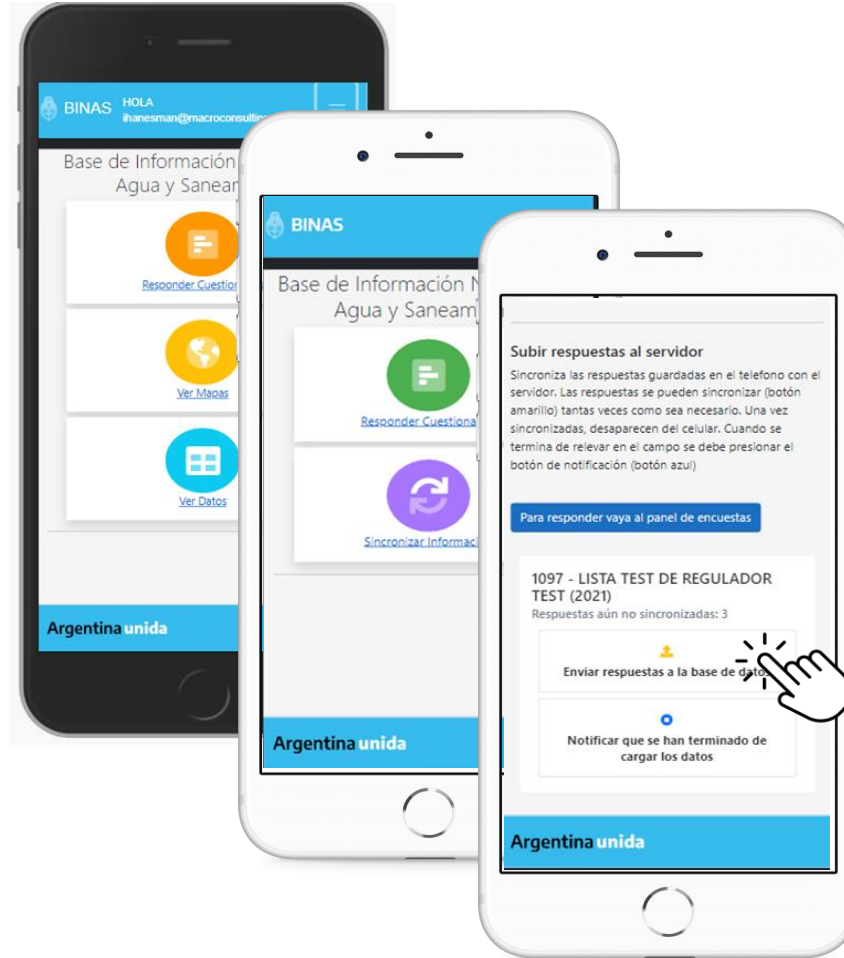 BINAS
HOLA
ihanesman@macroconsulting
Base de Información
Agua y Sanear
Responder Cuestion
Ver Mapas
Ver Datos
Argentina unida
BINAS
Base de Información N
Agua y Saneam
Responder Cuestiona
Sincronizar Informaci
Argentina unida
Subir respuestas al servidor
Sincroniza las respuestas guardadas en el telefono con el
servidor. Las respuestas se pueden sincronizar (botón
amarillo) tantas veces como sea necesario. Una vez
sincronizadas, desaparecen del celular. Cuando se
termina de relevar en el campo se debe presionar el
botón de notificación (botón azul)
Para responder vaya al panel de encuestas
1097 - LISTA TEST DE REGULADOR
TEST (2021)
Respuestas aún no sincronizadas: 3
Enviar respuestas a la base de datos
Notificar que se han terminado de
cargar los datos
Argentina unida